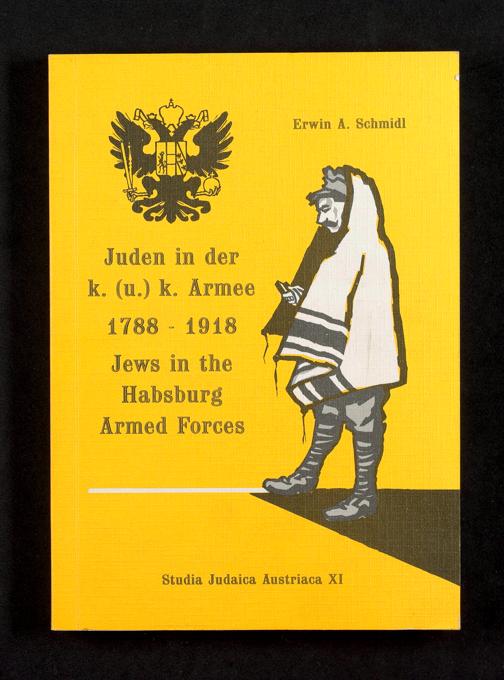 Erwin A. Schmidl
Juden in der
k. (u.) k. Armee
1788 - 1918
Jews in the
Habsburg
Armed Forces
Studia Judaica Austriaca XI